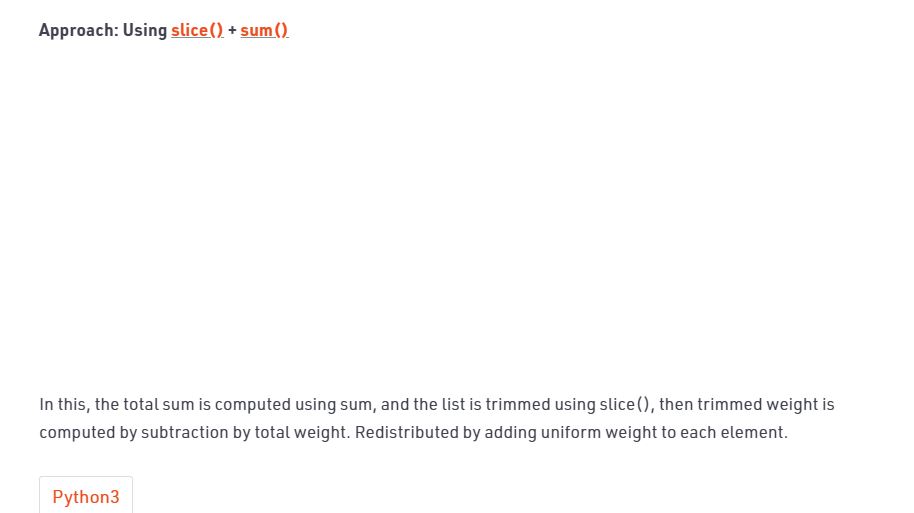 Approach: Using slice() + sum()
In this, the total sum is computed using sum, and the list is trimmed using slice(), then trimmed weight is
computed by subtraction by total weight. Redistributed by adding uniform weight to each element.
Python3